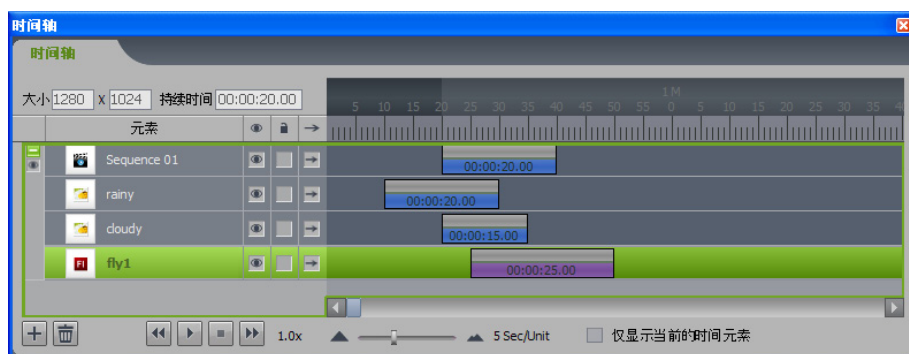 时间轴
时间轴
大小 1280 X 1024 持续时间 00:00:20.00
1 M
5 10 15 20 25 30 35 40 45 50 55 0 5 10 15 20 25 30 35 40
元素
Sequence 01 00:00:20.00
rainy 00:00:20.00
cloudy 00:00:15.00
fly1 00:00:25.00
1.0x 5 Sec/Unit 仅显示当前的时间元素